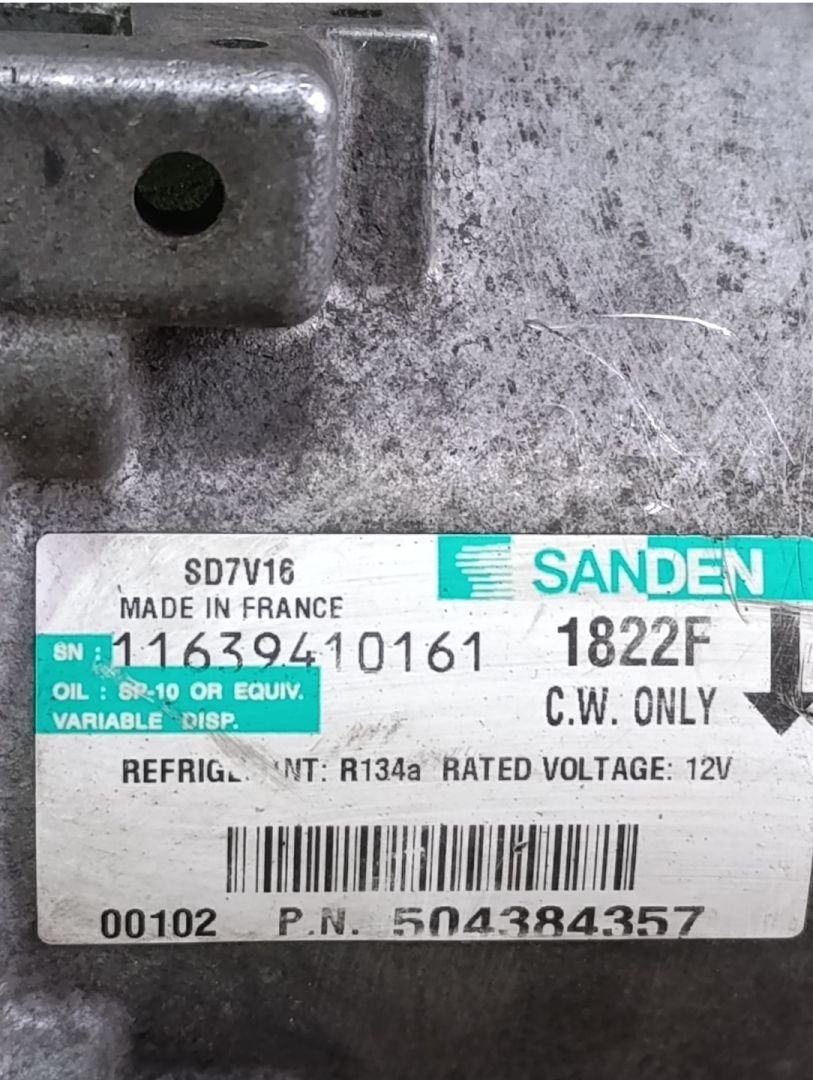 SD7V16
SANDEN
MADE IN FRANCE
SN : 11639410161
1822F
OIL : SP-10 OR EQUIV.
C.W. ONLY
VARIABLE DISP.
R134a RATED VOLTAGE: 12V
00102 P.N. 504384357